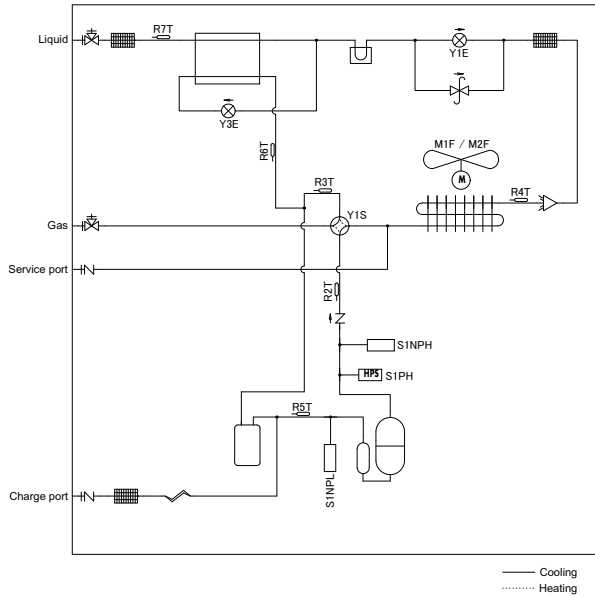 Liquid
R7T
Y1E
Y3E
R6T
M1F / M2F
M
R3T
R4T
Y1S
Gas
Service port
R2T
S1NPH
HPS
S1PH
R5T
S1NPL
Charge port
Cooling
Heating